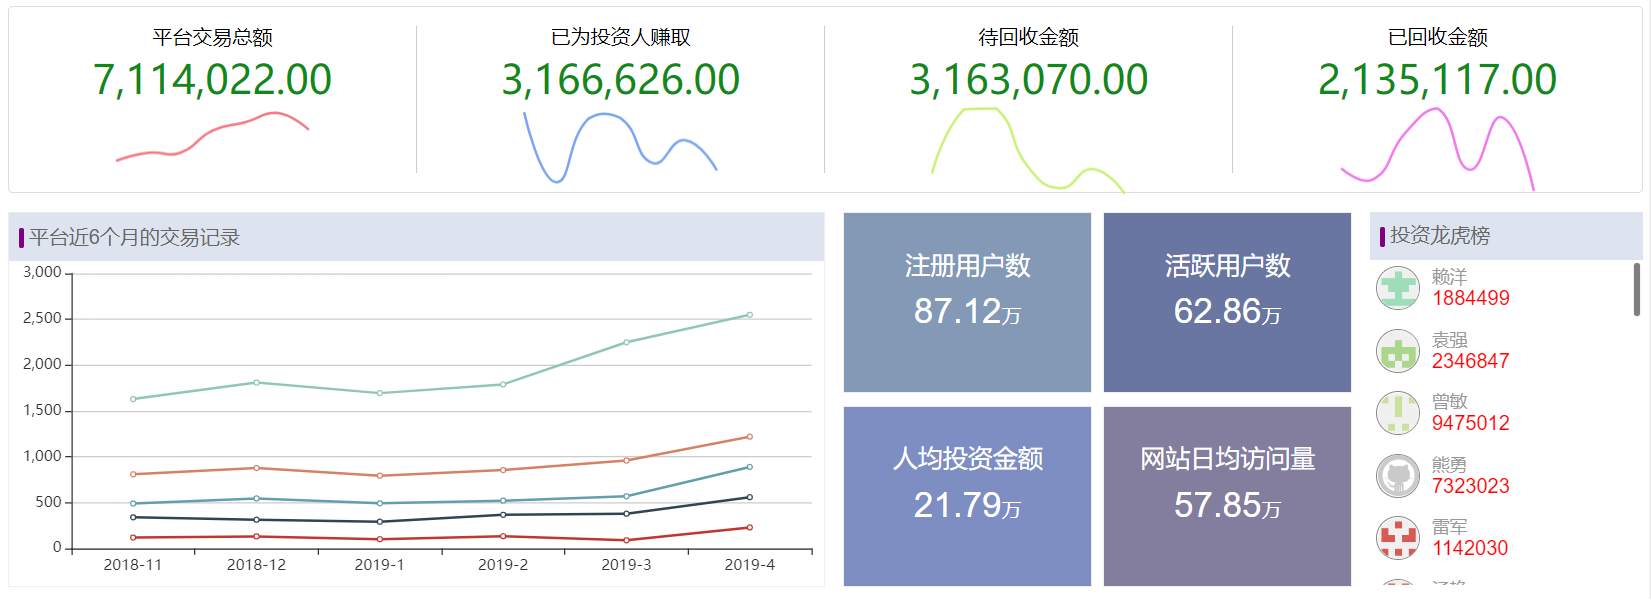 平台交易总额
7,114,022.00
已为投资人赚取
3,166,626.00
待回收金额
3,163,070.00
已回收金额
2,135,117.00
平台近6个月的交易记录
3,000
2,500
2,000
1,500
1,000
500
0
2018-11
2018-12
2019-1
2019-2
2019-3
2019-4
注册用户数
87.12万
活跃用户数
62.86万
人均投资金额
21.79万
网站日均访问量
57.85万
投资龙虎榜
赖洋
1884499
袁强
2346847
曾敏
9475012
熊勇
7323023
雷军
1142030